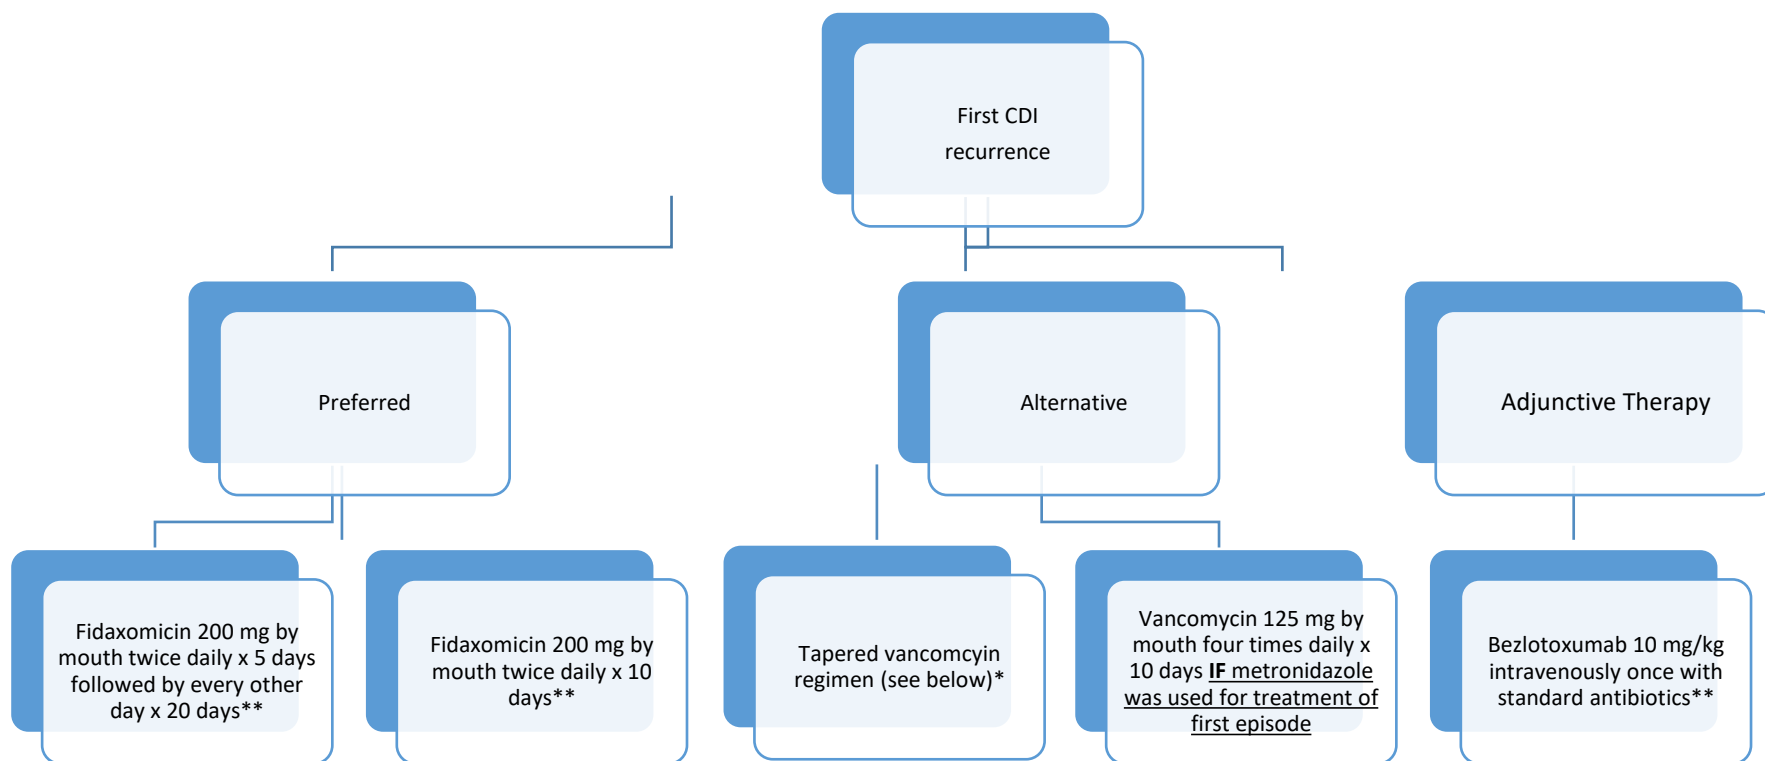 First CDI
recurrence
Preferred
Alternative
Adjunctive Therapy
Fidaxomicin 200 mg by
mouth twice daily x 5 days
followed by every other
day x 20 days**
Fidaxomicin 200 mg by
mouth twice daily x 10
days**
Tapered vancomcyin
regimen (see below)*
Vancomycin 125 mg by
mouth four times daily x
10 days IF metronidazole
was used for treatment of
first episode
Bezlotoxumab 10 mg/kg
intravenously once with
standard antibiotics**